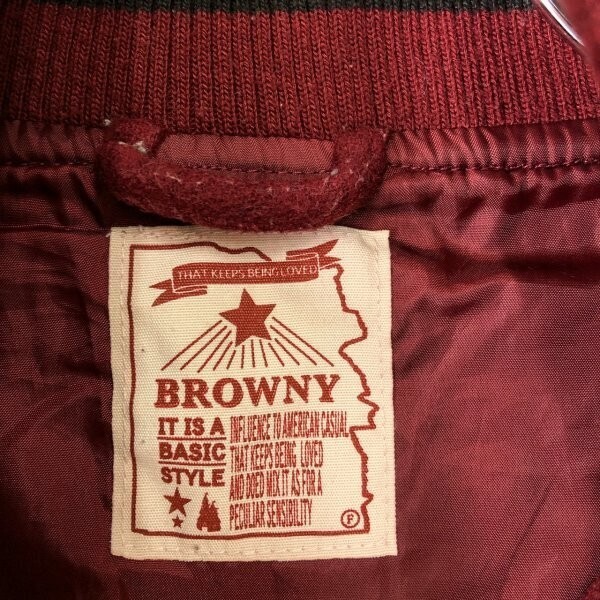 THAT KEEPS BEING LOVED
BROWNY
IT IS A
BASIC
STYLE
INFLUENCE TO AMERICAN CASUAL
THAT KEEPS BEING LOVED
AND DRED MIX IT AS FOR A
PECULIAR SENSIBILITY
F